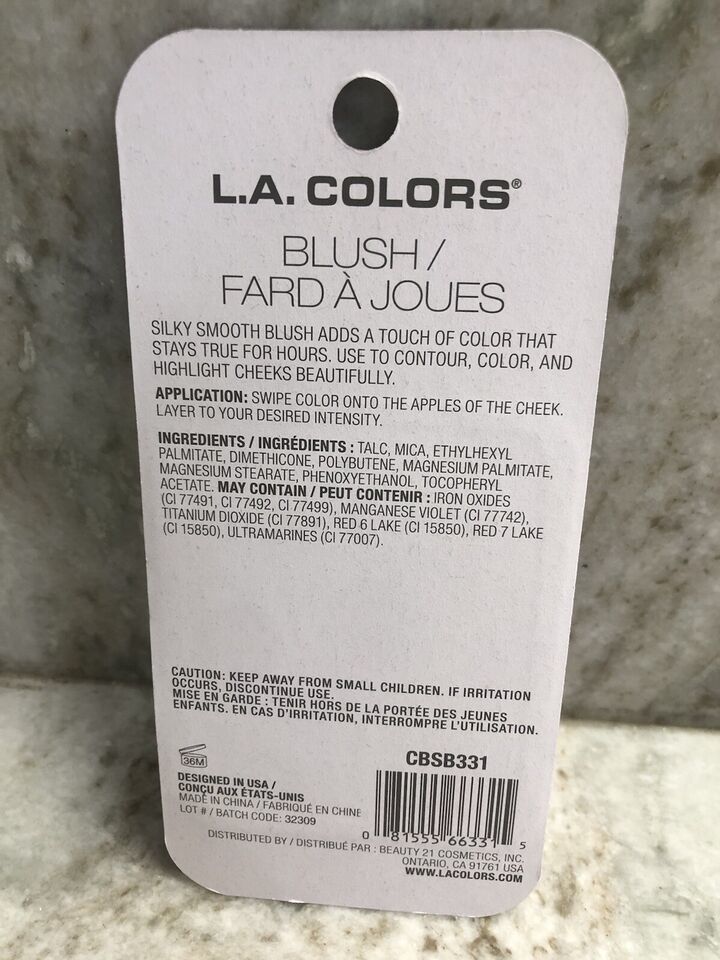 L.A. COLORS®
BLUSH /
FARD À JOUES
SILKY SMOOTH BLUSH ADDS A TOUCH OF COLOR THAT
STAYS TRUE FOR HOURS. USE TO CONTOUR, COLOR, AND
HIGHLIGHT CHEEKS BEAUTIFULLY.
APPLICATION: SWIPE COLOR ONTO THE APPLES OF THE CHEEK.
LAYER TO YOUR DESIRED INTENSITY.
INGREDIENTS / INGRÉDIENTS : TALC, MICA, ETHYLHEXYL
PALMITATE, DIMETHICONE, POLYBUTENE, MAGNESIUM PALMITATE,
MAGNESIUM STEARATE, PHENOXYETHANOL, TOCOPHERYL
ACETATE. MAY CONTAIN / PEUT CONTENIR : IRON OXIDES
(CI 77491, CI 77492, CI 77499), MANGANESE VIOLET (CI 77742),
TITANIUM DIOXIDE (CI 77891), RED 6 LAKE (CI 15850), RED 7 LAKE
(CI 15850), ULTRAMARINES (CI 77007).
CAUTION: KEEP AWAY FROM SMALL CHILDREN. IF IRRITATION
OCCURS, DISCONTINUE USE.
MISE EN GARDE : TENIR HORS DE LA PORTÉE DES JEUNES
ENFANTS. EN CAS D'IRRITATION, INTERROMPRE L'UTILISATION.
36M
CBSB331
DESIGNED IN USA /
CONÇU AUX ÉTATS-UNIS
MADE IN CHINA / FABRIQUÉ EN CHINE
LOT # / BATCH CODE: 32309
0 81555 66331 5
DISTRIBUTED BY / DISTRIBUÉ PAR : BEAUTY 21 COSMETICS, INC.
ONTARIO, CA 91761 USA
WWW.LACOLORS.COM